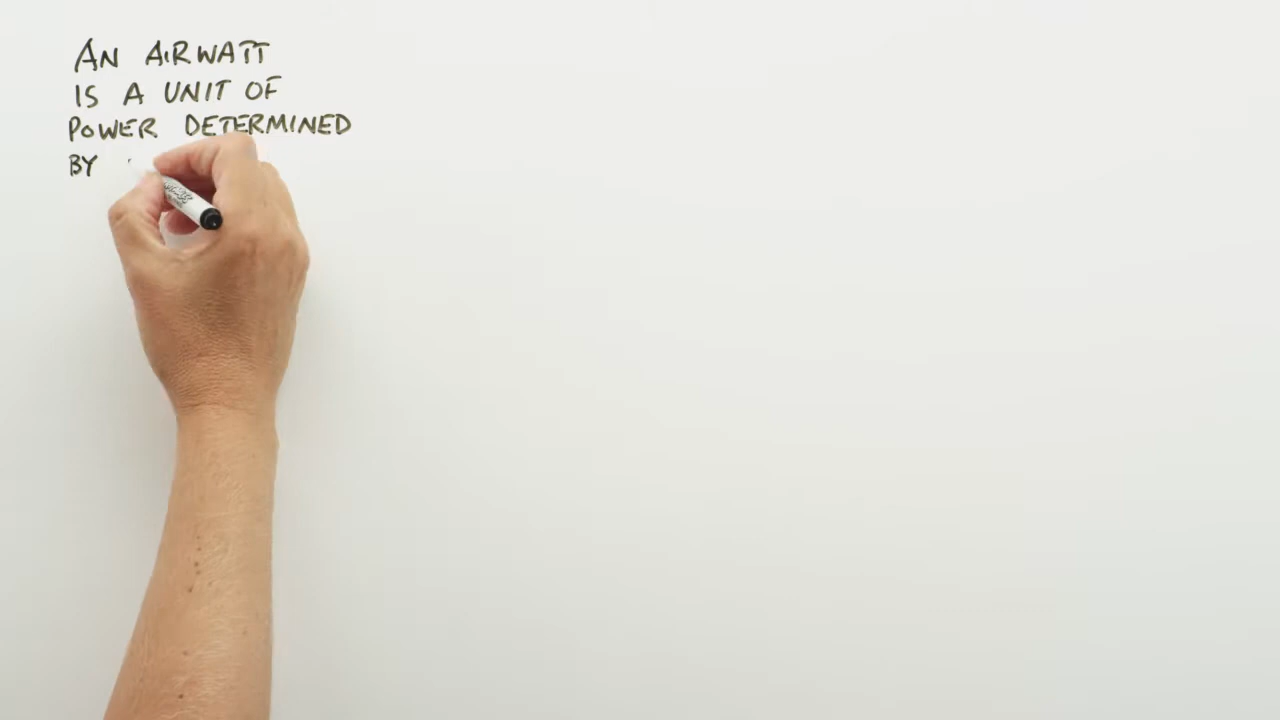 AN AIRWATT
IS A UNIT OF
POWER DETERMINED
BY